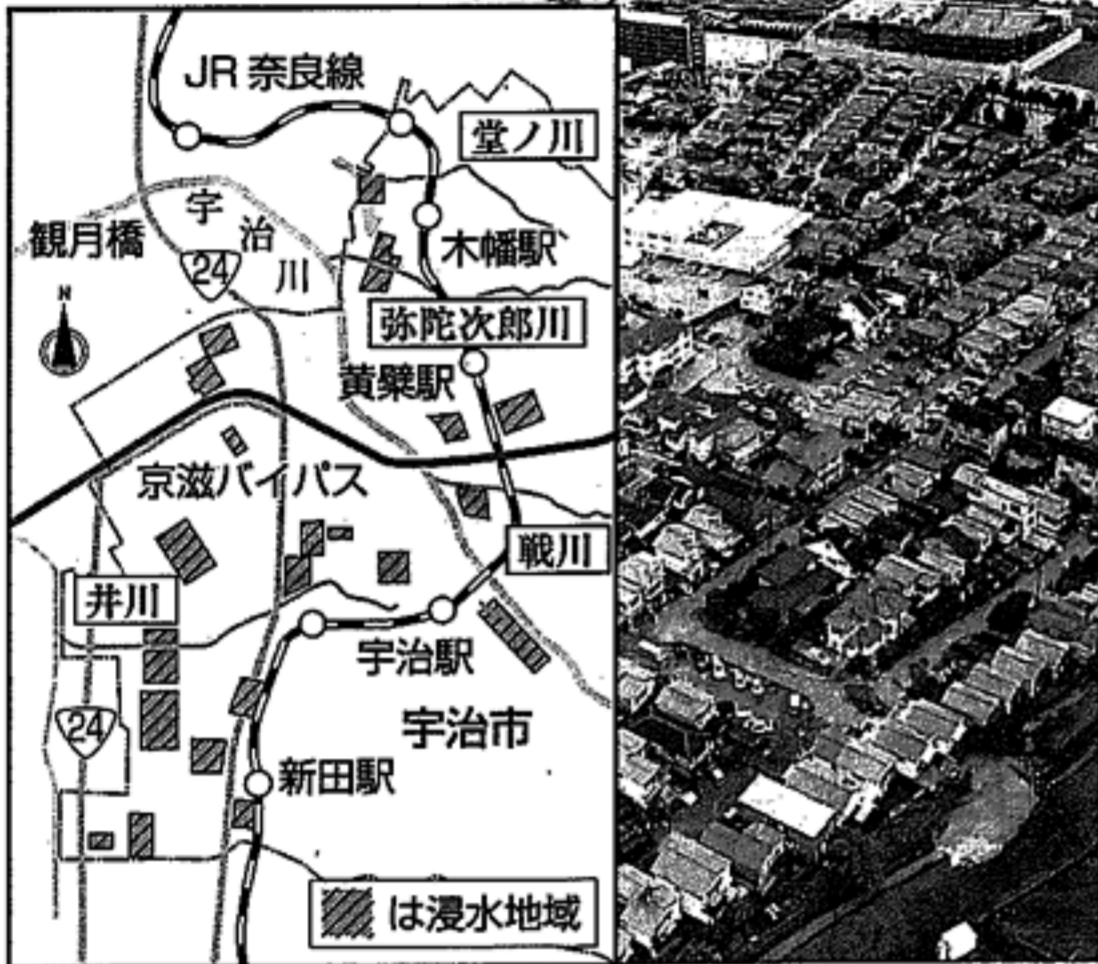 JR奈良線
堂ノ川
宇治川
観月橋
24
木幡駅
N
弥陀次郎川
黄檗駅
京滋バイパス
戦川
井川
宇治駅
24
宇治市
新田駅
は浸水地域